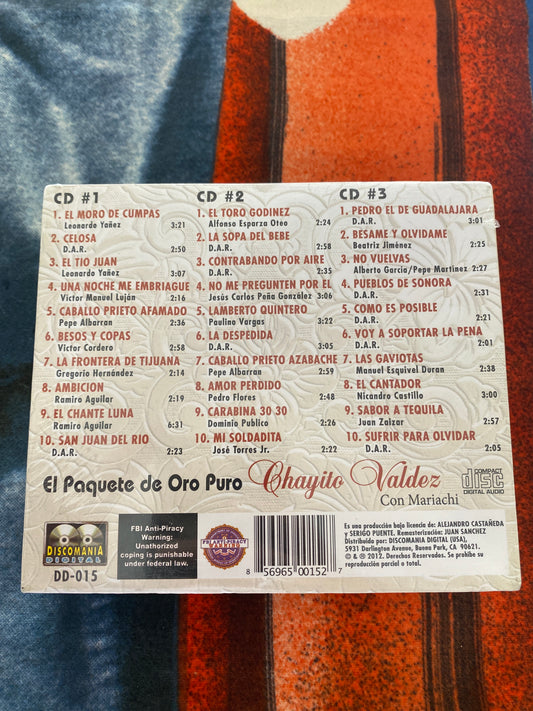 CD #1
1. EL MORO DE CUMPAS
Leonardo Yañez 3:21
2. CELOSA
D.A.R. 2:50
3. EL TIO JUAN
Leonardo Yañez 3:07
4. UNA NOCHE ME EMBRIAGUE
Víctor Manuel Luján 2:16
5. CABALLO PRIETO AFAMADO
Pepe Albarran 2:36
6. BESOS Y COPAS
Víctor Cordero 2:58
7. LA FRONTERA DE TIJUANA
Gregorio Hernández 2:14
8. AMBICION
Ramiro Aguilar 2:19
9. EL CHANTE LUNA
Ramiro Aguilar 6:31
10. SAN JUAN DEL RIO
D.A.R. 2:23
CD #2
1. EL TORO GODINEZ
Alfonso Esparza Oteo 2:24
2. LA SOPA DEL BEBE
D.A.R. 2:58
3. CONTRABANDO POR AIRE
D.A.R. 2:35
4. NO ME PREGUNTEN POR EL
Jesús Carlos Peña González 3:06
5. LAMBERTO QUINTERO
Paulino Vargas 3:22
6. LA DESPEDIDA
D.A. 3:05
7. CABALLO PRIETO AZABACHE
Pepe Albarran 2:59
8. AMOR PERDIDO
Pedro Flores 2:48
9. CARABINA 30 30
Dominio Publico 2:26
10. MI SOLDADITA
José Torres Jr. 2:22
CD #3
1. PEDRO EL DE GUADALAJARA
D.A.R. 3:01
2. BESAME Y OLVIDAME
Beatriz Jiménez 2:25
3. NO VUELVAS
Alberto García/Pepe Martínez 2:27
4. PUEBLOS DE SONORA
D.A.R. 2:31
5. COMO ES POSIBLE
D.A.R. 2:21
6. VOY A SOPORTAR LA PENA
D.A.R. 2:01
7. LAS GAVIOTAS
Manuel Esquivel Duran 2:38
8. EL CANTADOR
Nicandro Castillo 3:00
9. SABOR A TEQUILA
Juan Zalzar 2:57
10. SUFRIR PARA OLVIDAR
D.A.R. 2:05
El Paquete de Oro Puro Chayito Valdez
Con Mariachi
COMPACT
disc
DIGITAL AUDIO
DISCOMANIA
DIGITAL
DD-015
FBI Anti-Piracy
Warning:
Unathorized
coping is punishable
under federal law.
FBI ANTI-PIRACY
WARNING
8 56965 00152 7
Es una producción bajo licencia de: ALEJANDRO CASTAÑEDA
y SERIGO PUENTE. Remasterización: JUAN SANCHEZ
Distribuido por: DISCOMANIA DIGITAL (USA),
5931 Darlington Avenue, Buena Park, CA 90621.
© & ℗ 2012. Derechos Reservados. Se prohibe su
reproducción parcial o total.